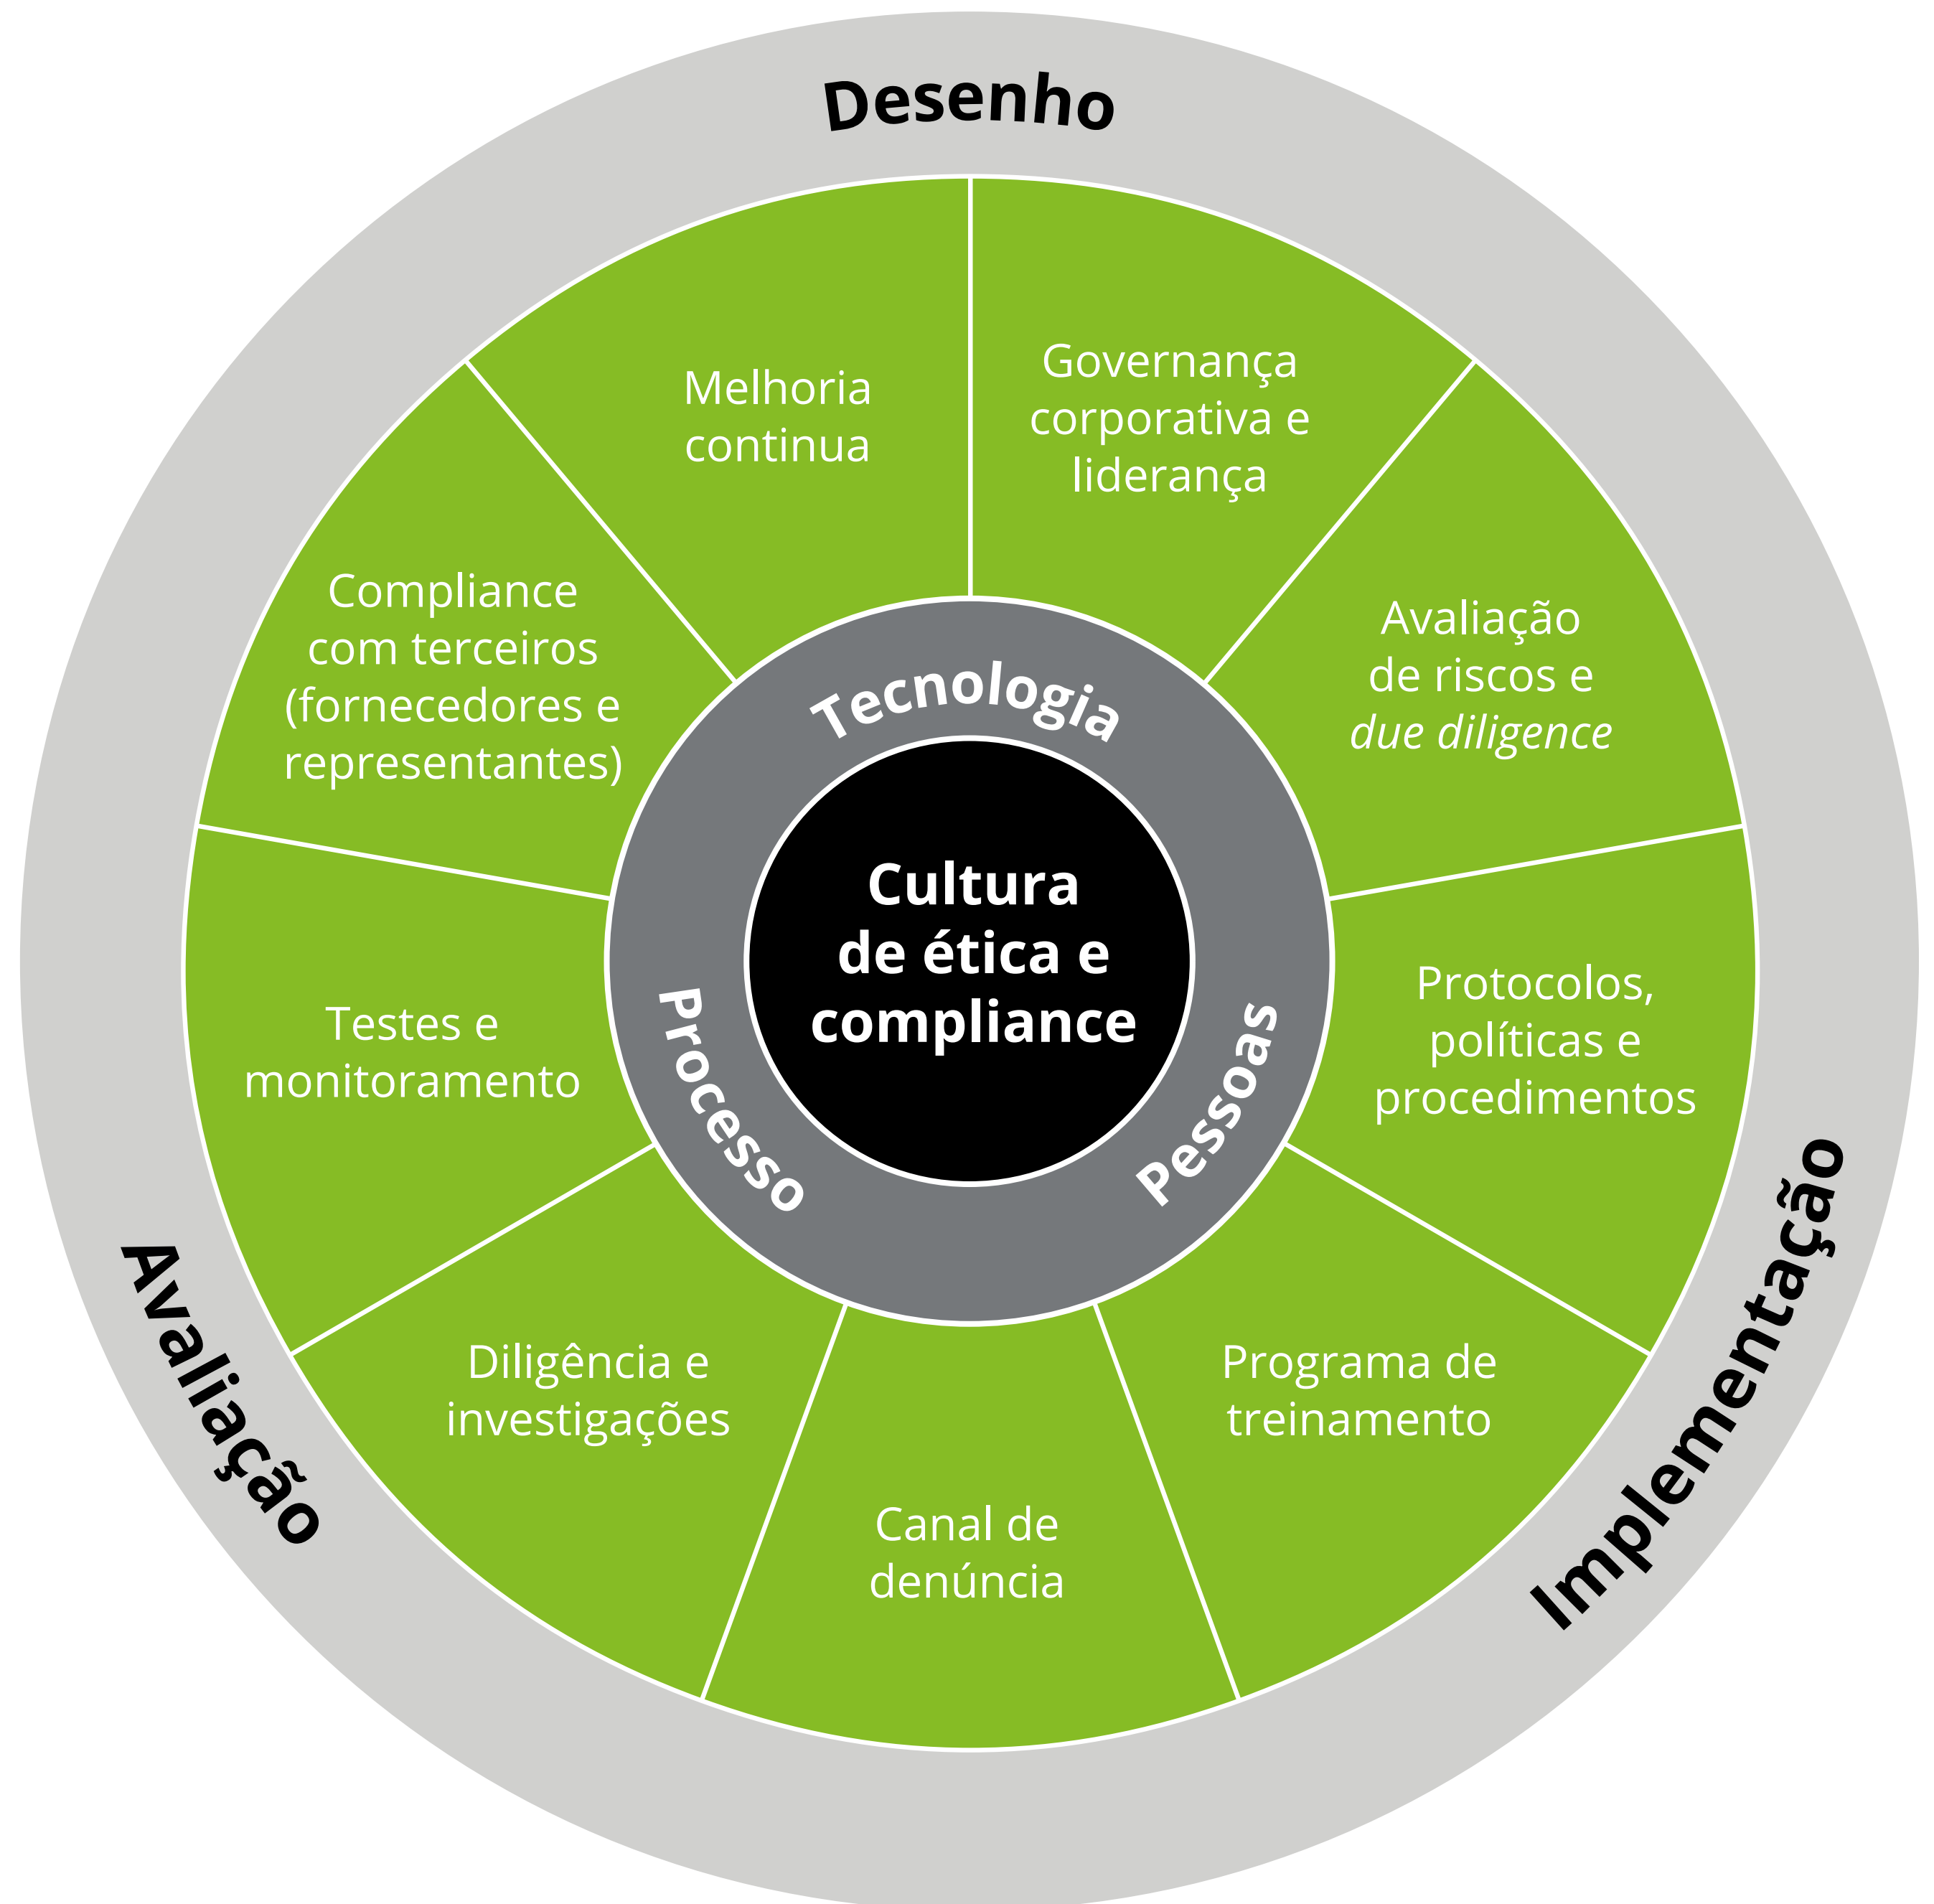 Desenho
Melhoria
continua
Governança
corporativa e
liderança
Compliance
com terceiros
(fornecedores e
representantes)
Avaliação
de riscos e
due diligence
Tecnologia
Cultura
de ética e
compliance
Processo
Pessoas
Testes e
monitoramento
Protocolos,
políticas e
procedimentos
Avaliação
Implementação
Diligência e
investigações
Programa de
treinamento
Canal de
denúncia